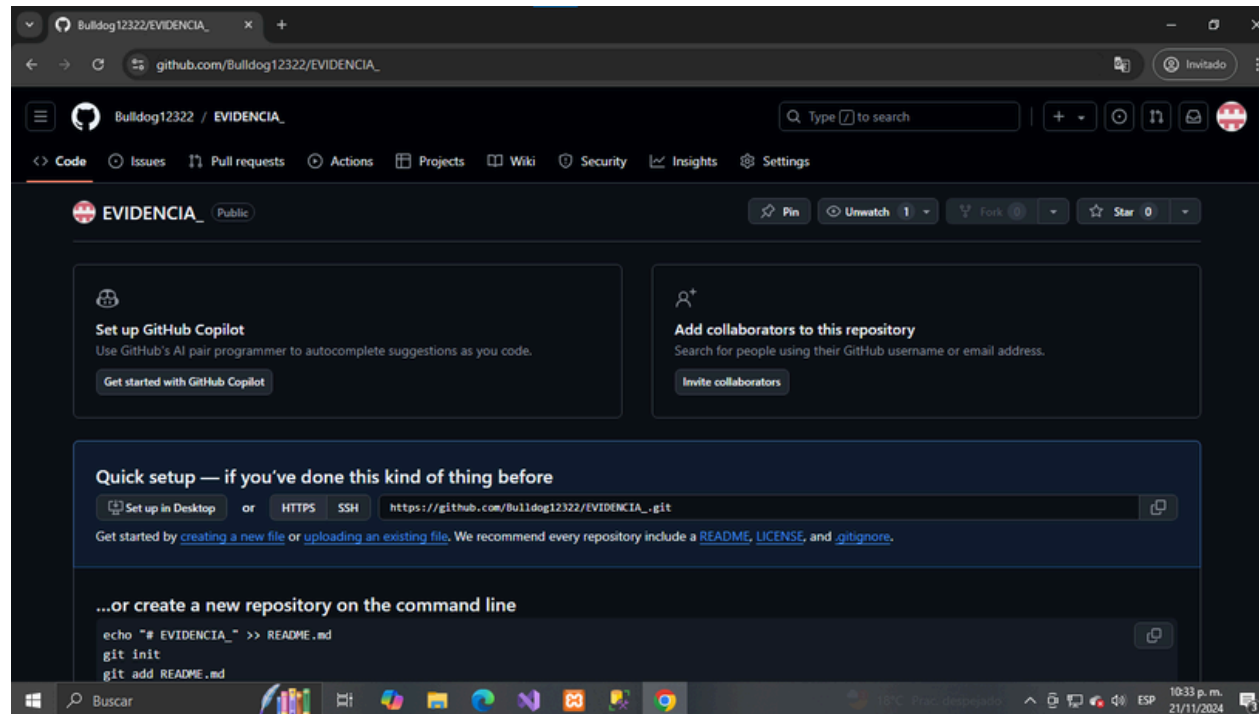 Bulldog12322/EVIDENCIA_
github.com/Bulldog12322/EVIDENCIA_
Invitado
Bulldog12322 / EVIDENCIA_
Type / to search
Code Issues Pull requests Actions Projects Wiki Security Insights Settings
EVIDENCIA_ Public
Pin Unwatch 1 Fork 0 Star 0
Set up GitHub Copilot
Use GitHub's AI pair programmer to autocomplete suggestions as you code.
Get started with GitHub Copilot
Add collaborators to this repository
Search for people using their GitHub username or email address.
Invite collaborators
Quick setup — if you've done this kind of thing before
Set up in Desktop or HTTPS SSH https://github.com/Bulldog12322/EVIDENCIA_.git
Get started by creating a new file or uploading an existing file. We recommend every repository include a README, LICENSE, and .gitignore.
...or create a new repository on the command line
echo "# EVIDENCIA_" >> README.md
git init
git add README.md
Buscar
18°C Prac. despejado
ESP
10:33 p. m.
21/11/2024